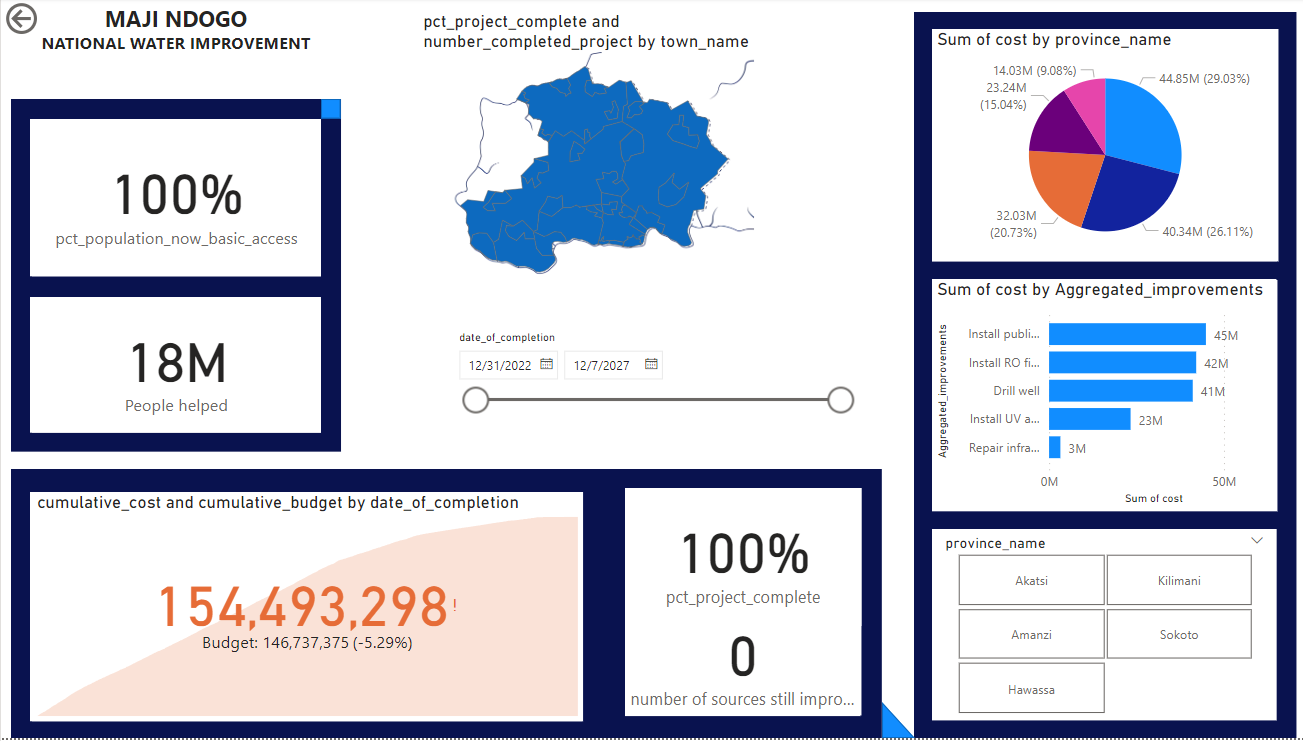 MAJI NDOGO
NATIONAL WATER IMPROVEMENT
100%
pct_population_now_basic_access
18M
People helped
pct_project_complete and
number_completed_project by town_name
date_of_completion
12/31/2022
12/7/2027
cumulative_cost and cumulative_budget by date_of_completion
154,493,298!
Budget: 146,737,375 (-5.29%)
100%
pct_project_complete
0
number of sources still impro...
Sum of cost by province_name
14.03M (9.08%)
23.24M
(15.04%)
44.85M (29.03%)
32.03M
(20.73%)
40.34M (26.11%)
Sum of cost by Aggregated_improvements
Aggregated_improvements
Install publi... 45M
Install RO fi... 42M
Drill well 41M
Install UV a... 23M
Repair infra... 3M
0M 50M
Sum of cost
province_name
Akatsi
Kilimani
Amanzi
Sokoto
Hawassa